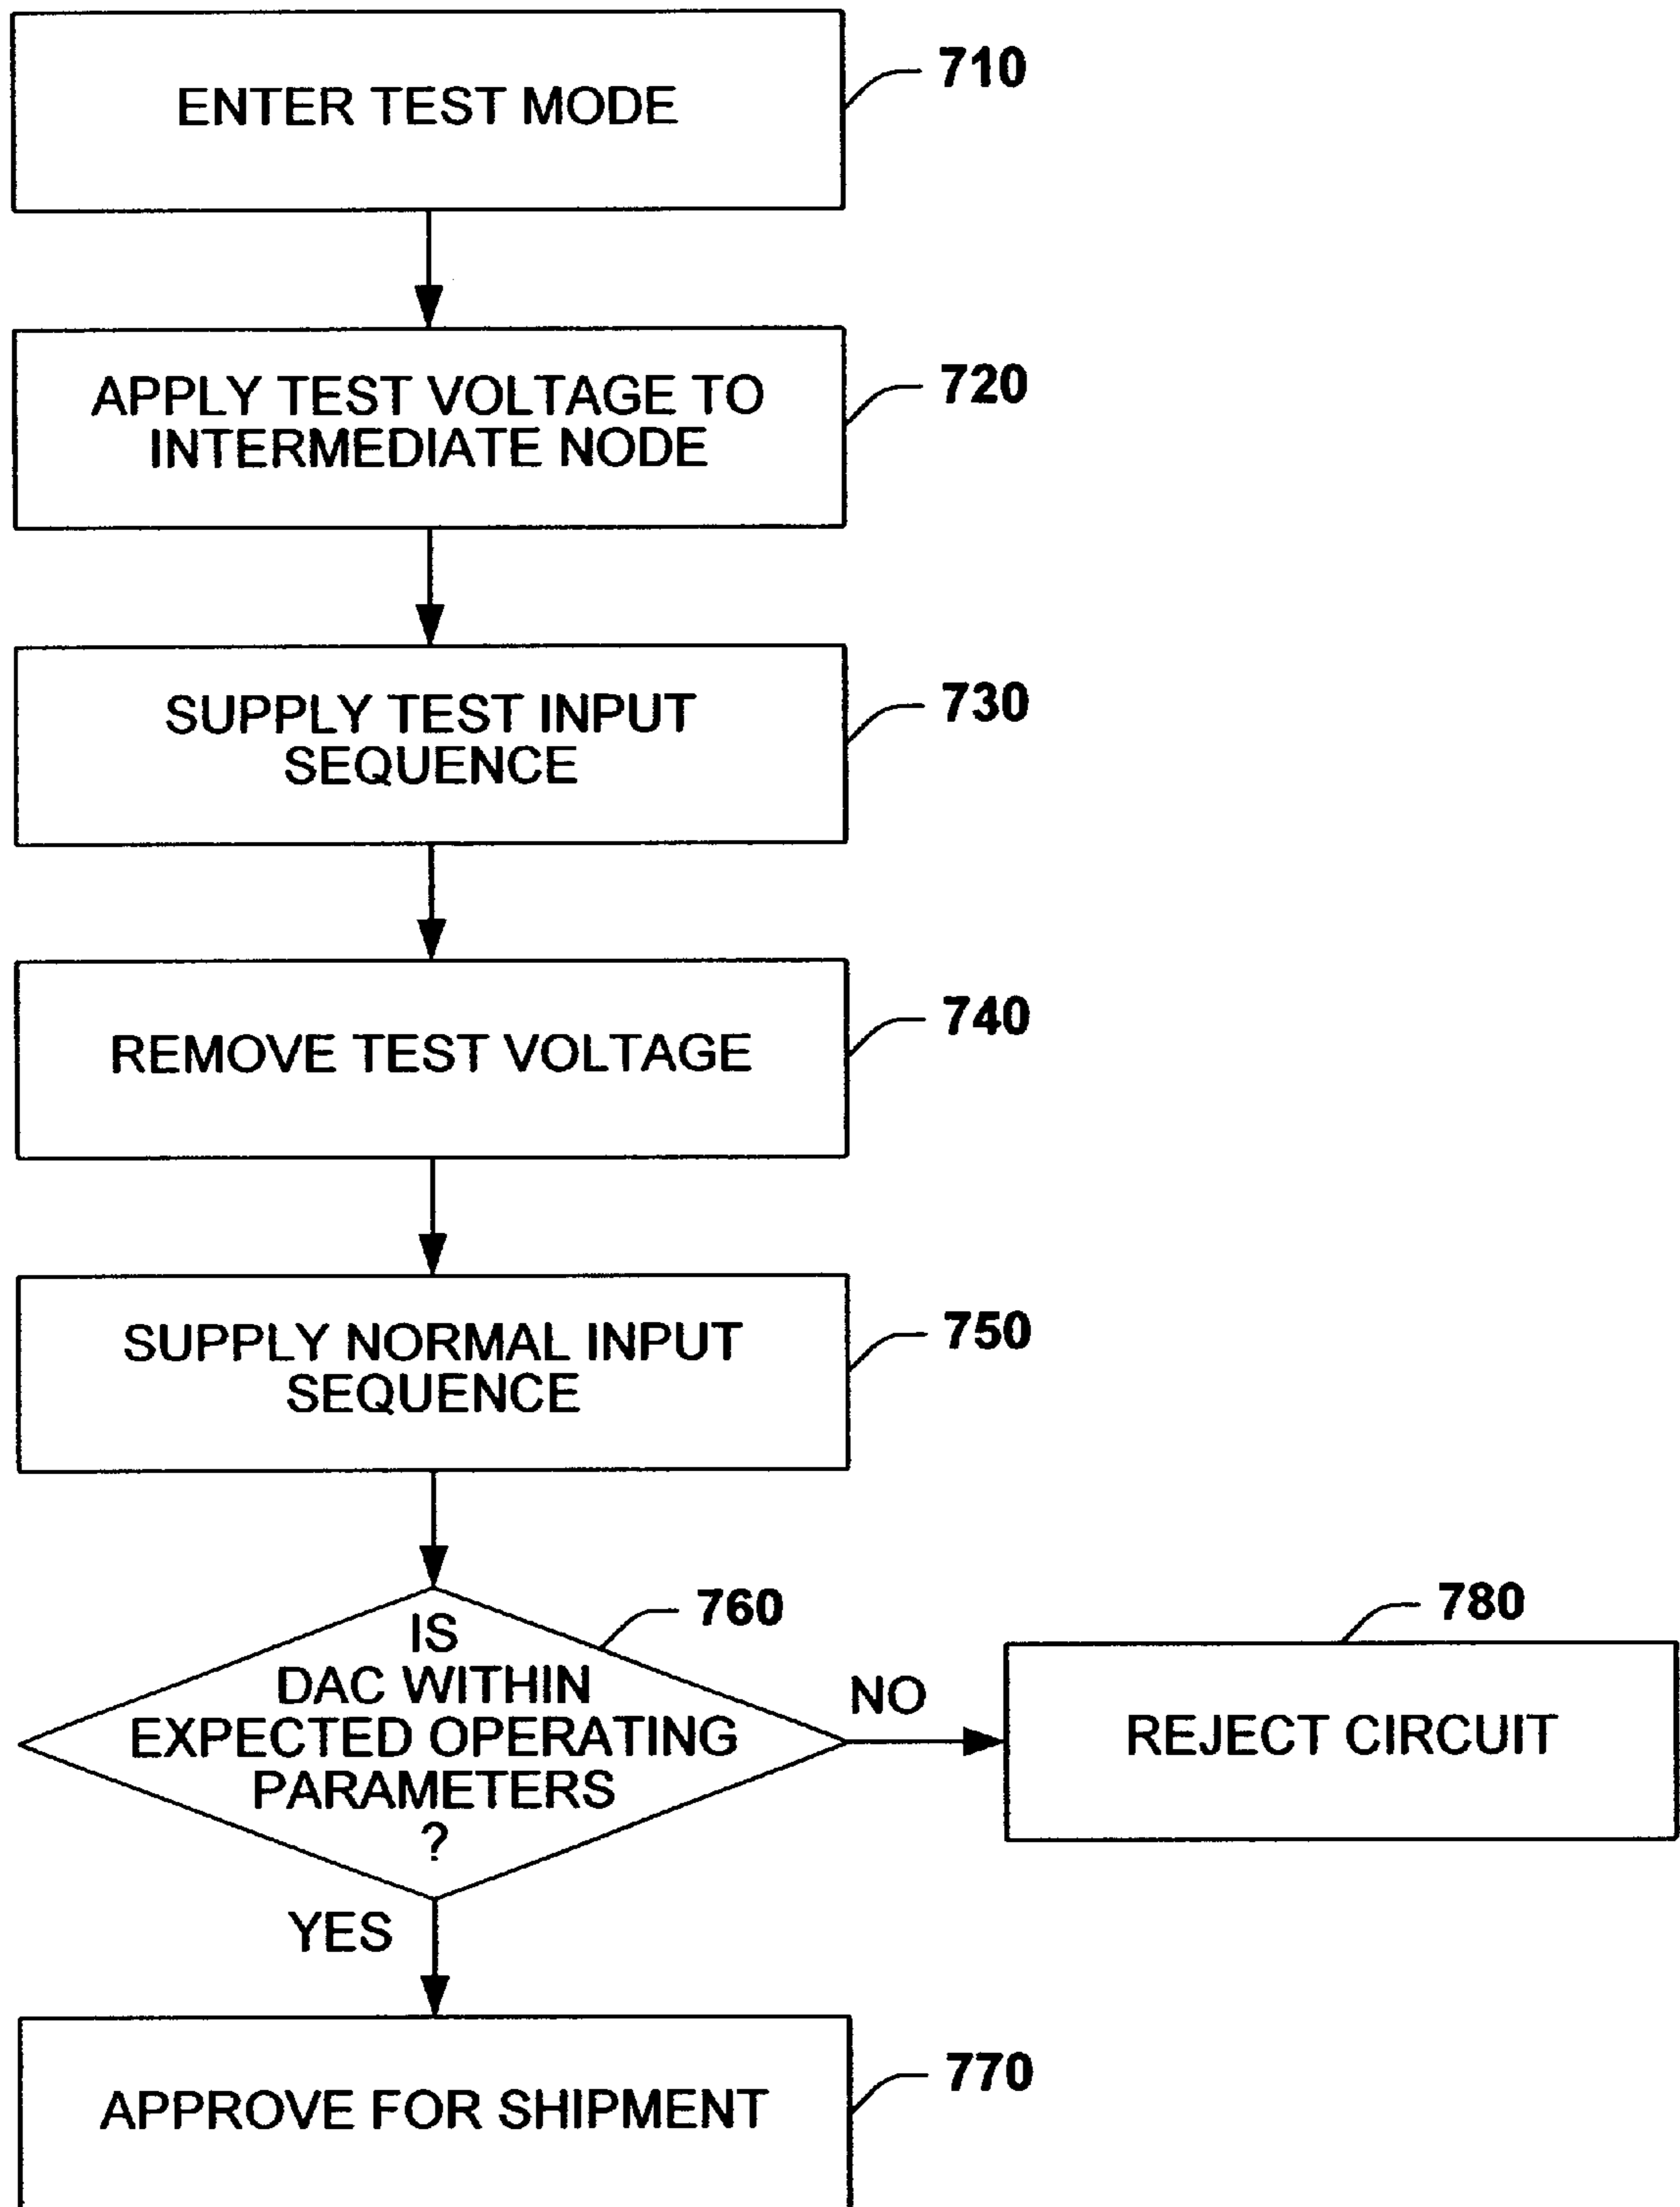 ENTER TEST MODE
710
APPLY TEST VOLTAGE TO
INTERMEDIATE NODE
720
SUPPLY TEST INPUT
SEQUENCE
730
REMOVE TEST VOLTAGE
740
SUPPLY NORMAL INPUT
SEQUENCE
750
IS
DAC WITHIN
EXPECTED OPERATING
PARAMETERS
?
760
NO
REJECT CIRCUIT
780
YES
APPROVE FOR SHIPMENT
770